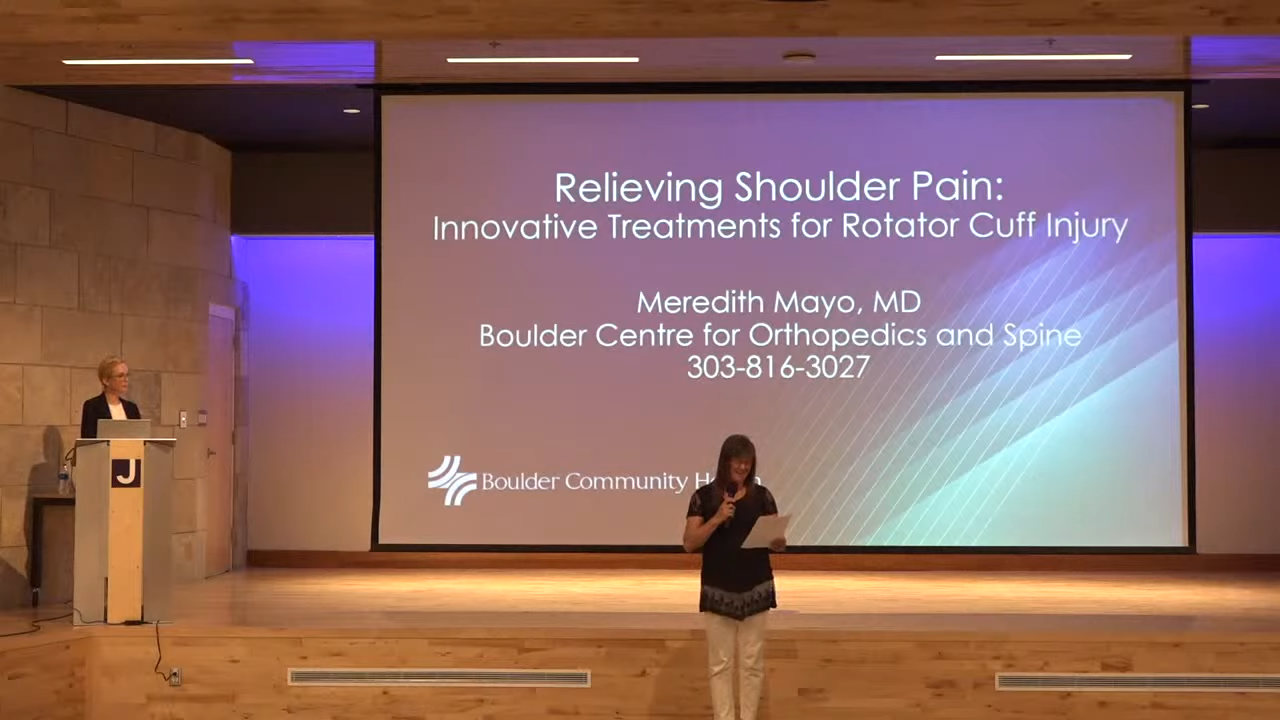 Relieving Shoulder Pain:
Innovative Treatments for Rotator Cuff Injury
Meredith Mayo, MD
Boulder Centre for Orthopedics and Spine
303-816-3027
Boulder Community
J